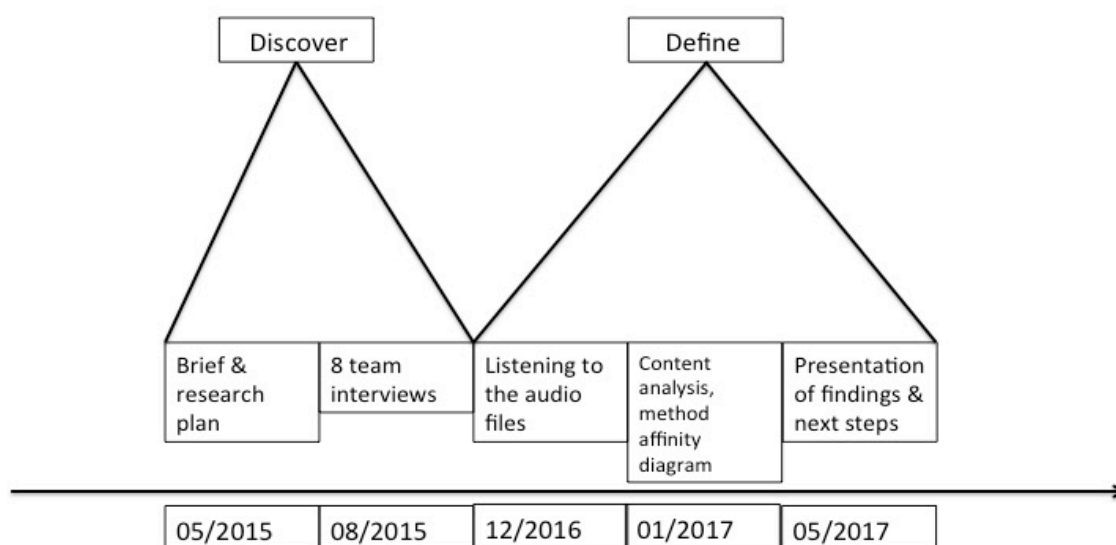 Discover
Define
Brief &
research
plan
8 team
interviews
Listening to
the audio
files
Content
analysis,
method
affinity
diagram
Presentation
of findings &
next steps
05/2015
08/2015
12/2016
01/2017
05/2017